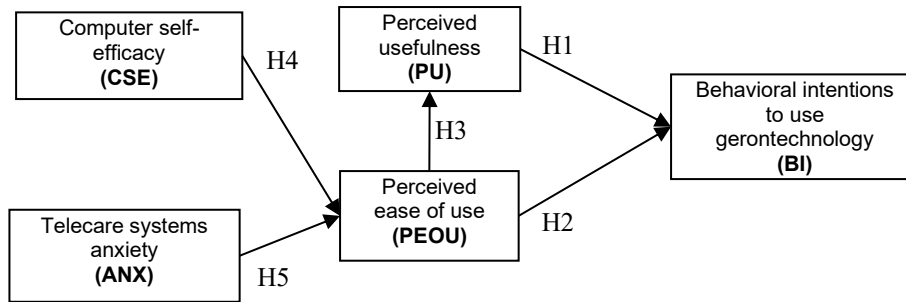 Computer self-
efficacy
(CSE)
H4
Perceived
usefulness
(PU)
H1
Behavioral intentions
to use
gerontechnology
(BI)
H3
Telecare systems
anxiety
(ANX)
H5
Perceived
ease of use
(PEOU)
H2